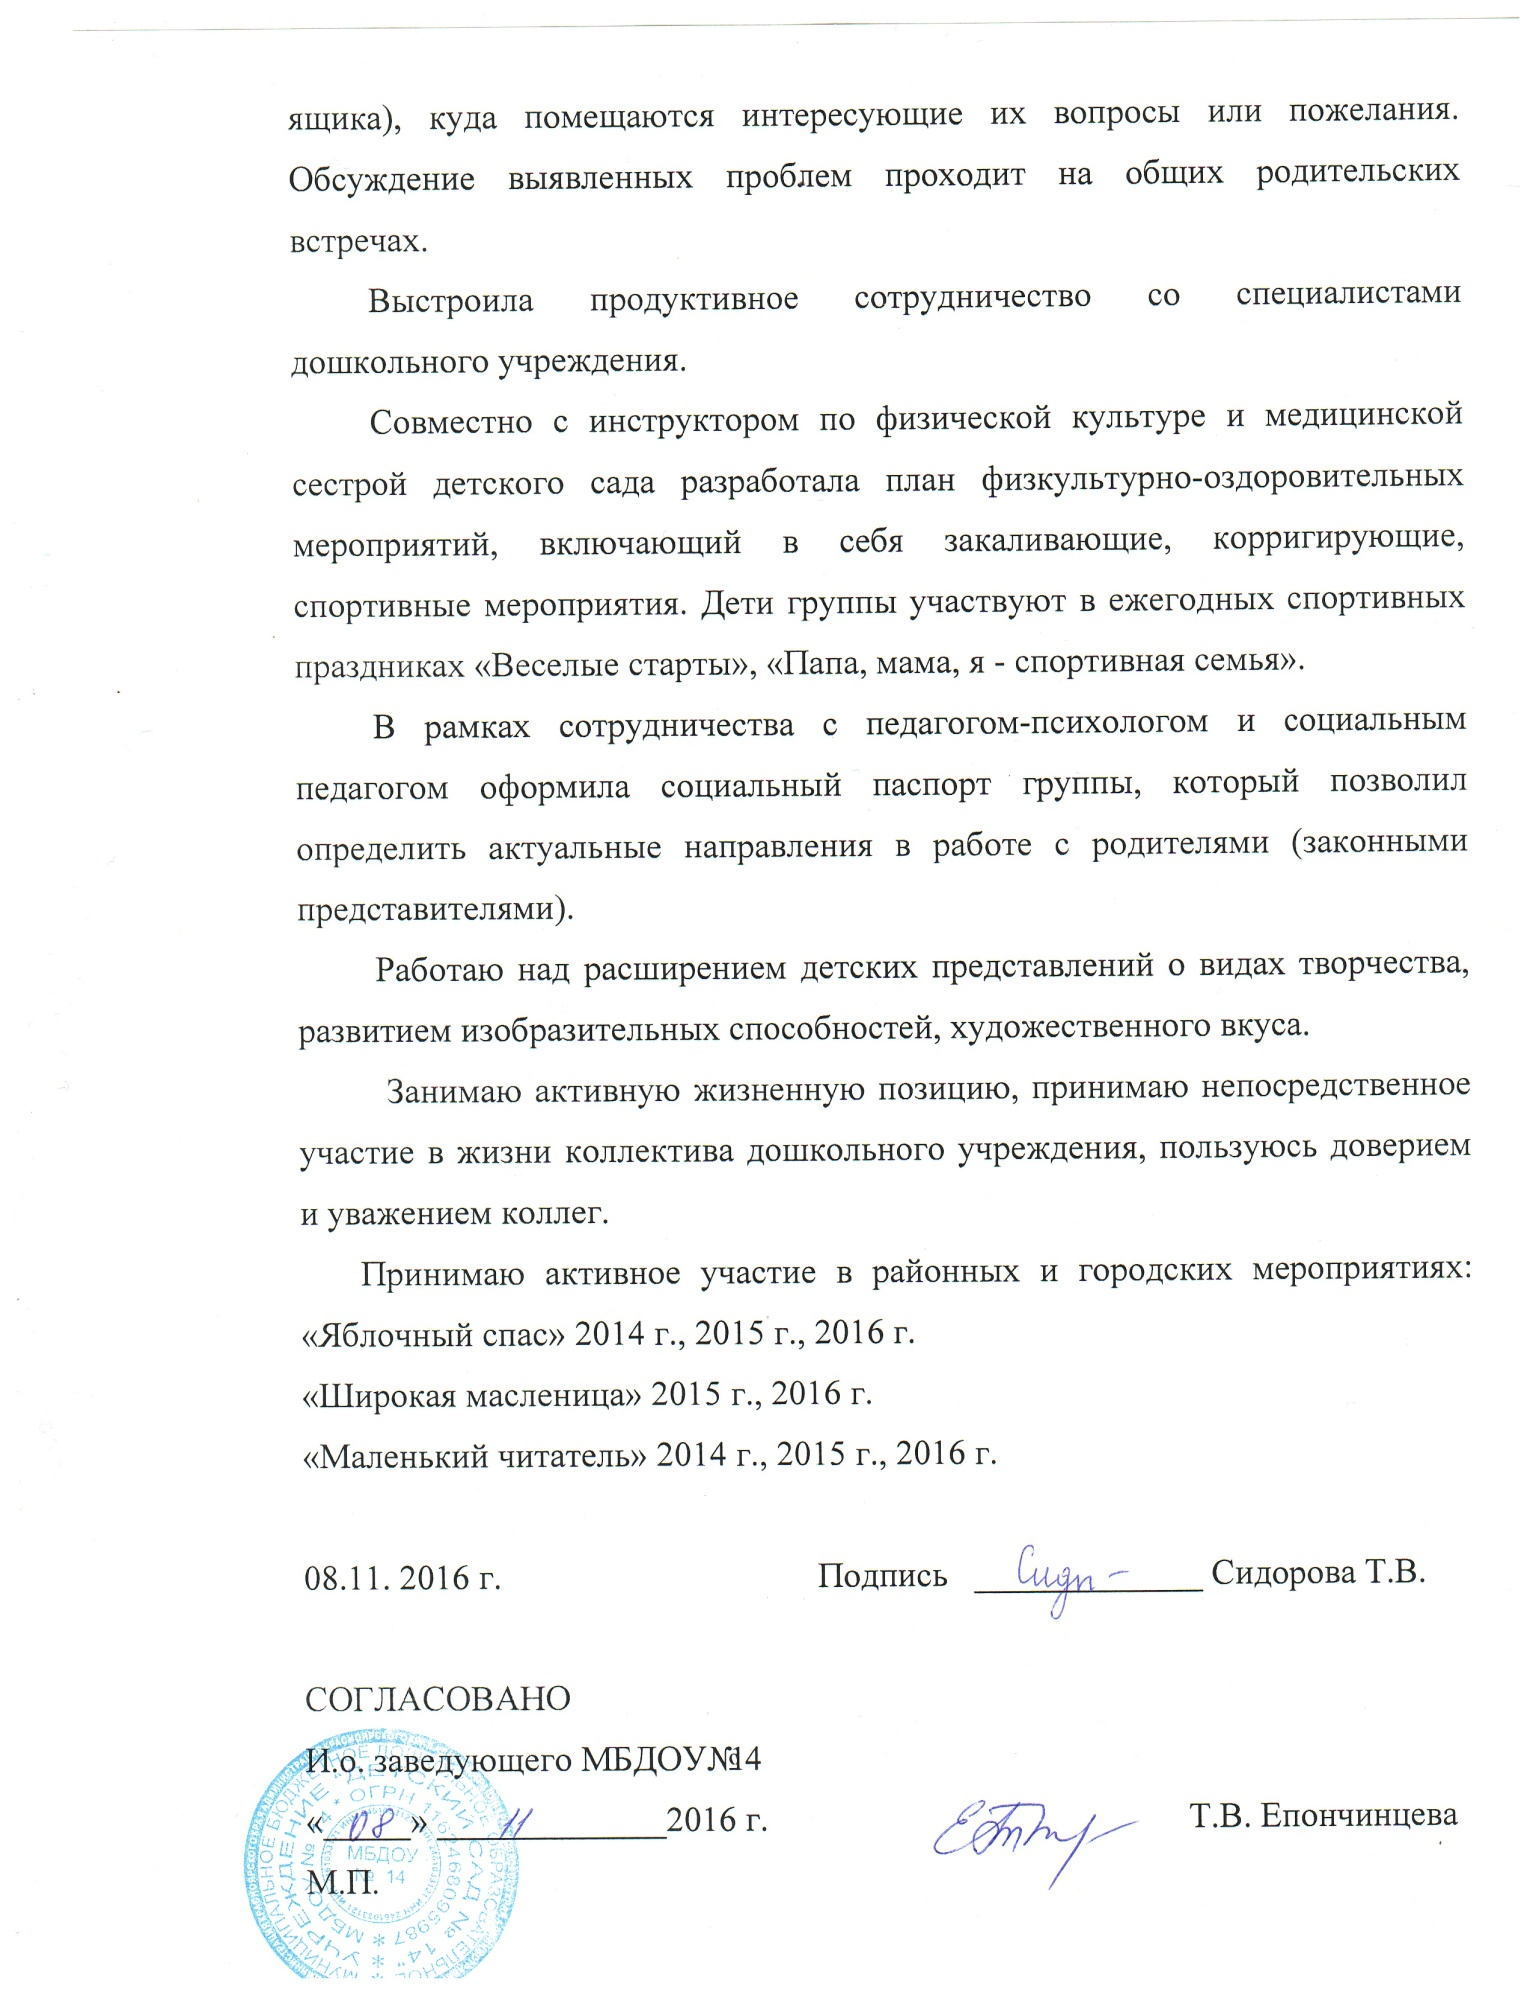 ящика), куда помещаются интересующие их вопросы или пожелания.
Обсуждение выявленных проблем проходит на общих родительских
встречах.
Выстроила продуктивное сотрудничество со специалистами
дошкольного учреждения.
Совместно с инструктором по физической культуре и медицинской
сестрой детского сада разработала план физкультурно-оздоровительных
мероприятий, включающий в себя закаливающие, корригирующие,
спортивные мероприятия. Дети группы участвуют в ежегодных спортивных
праздниках «Веселые старты», «Папа, мама, я - спортивная семья».
В рамках сотрудничества с педагогом-психологом и социальным
педагогом оформила социальный паспорт группы, который позволил
определить актуальные направления в работе с родителями (законными
представителями).
Работаю над расширением детских представлений о видах творчества,
развитием изобразительных способностей, художественного вкуса.
Занимаю активную жизненную позицию, принимаю непосредственное
участие в жизни коллектива дошкольного учреждения, пользуюсь доверием
и уважением коллег.
Принимаю активное участие в районных и городских мероприятиях:
«Яблочный спас» 2014 г., 2015 г., 2016 г.
«Широкая масленица» 2015 г., 2016 г.
«Маленький читатель» 2014 г., 2015 г., 2016 г.
08.11. 2016 г. Подпись Сидорова Т.В.
СОГЛАСОВАНО
И.о. заведующего МБДОУ№14
«08» 11 2016 г. Т.В. Епончинцева
М.П.
МБДОУ
№ 14
УЧРЕЖДЕНИЕ "ДЕТСКИЙ САД № 14"